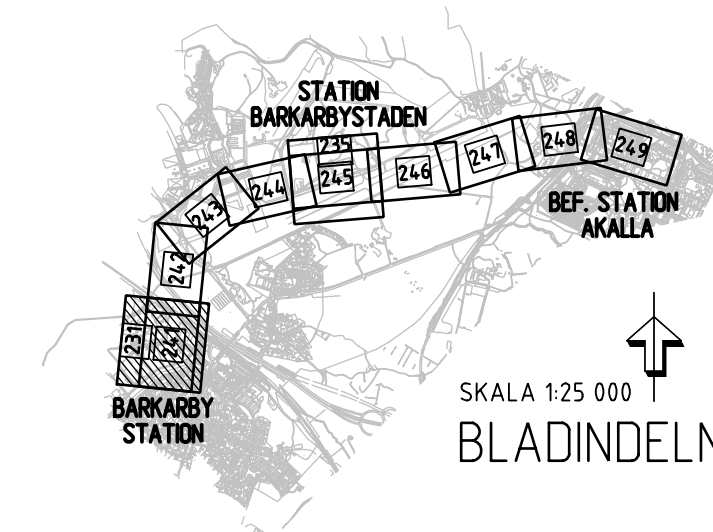 STATION
BARKARBYSTADEN
235
245
246
247
248
249
244
243
242
231
241
BEF. STATION
AKALLA
BARKARBY
STATION
SKALA 1:25 000
BLADINDELN